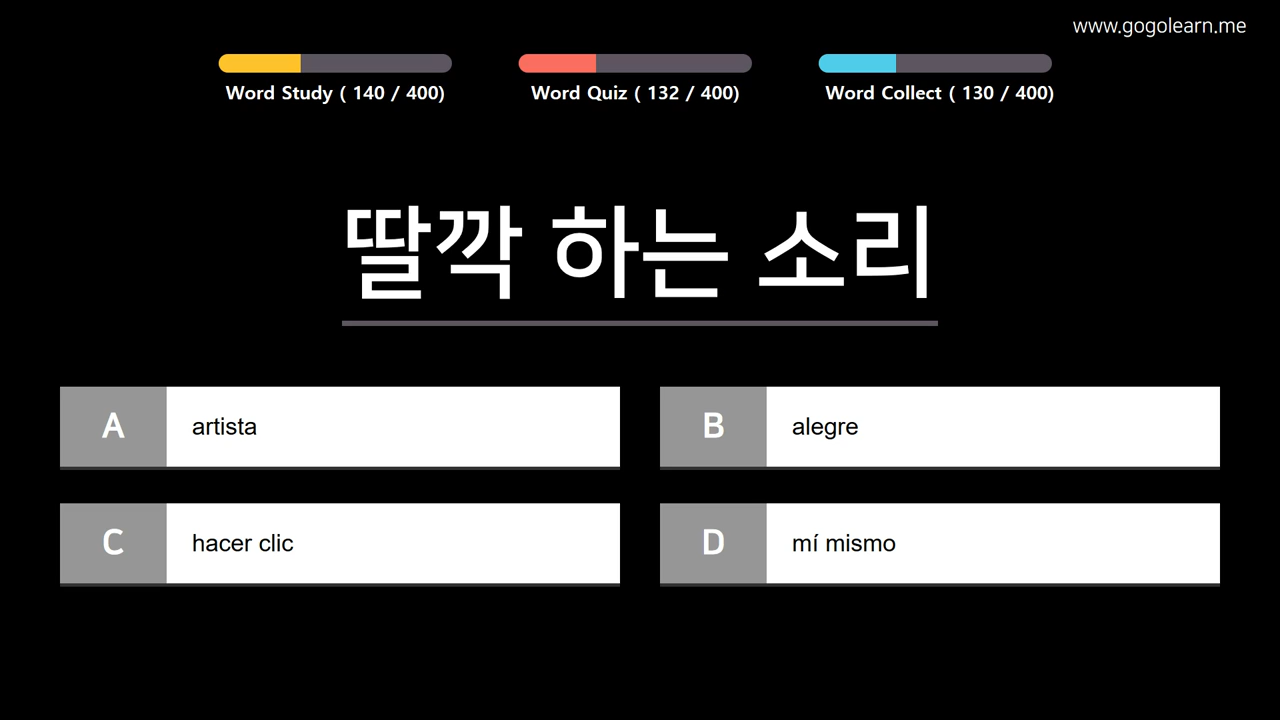 www.gogolearn.me
Word Study ( 140 / 400)
Word Quiz ( 132 / 400)
Word Collect ( 130 / 400)
딸깍 하는 소리
A artista
B alegre
C hacer clic
D mí mismo